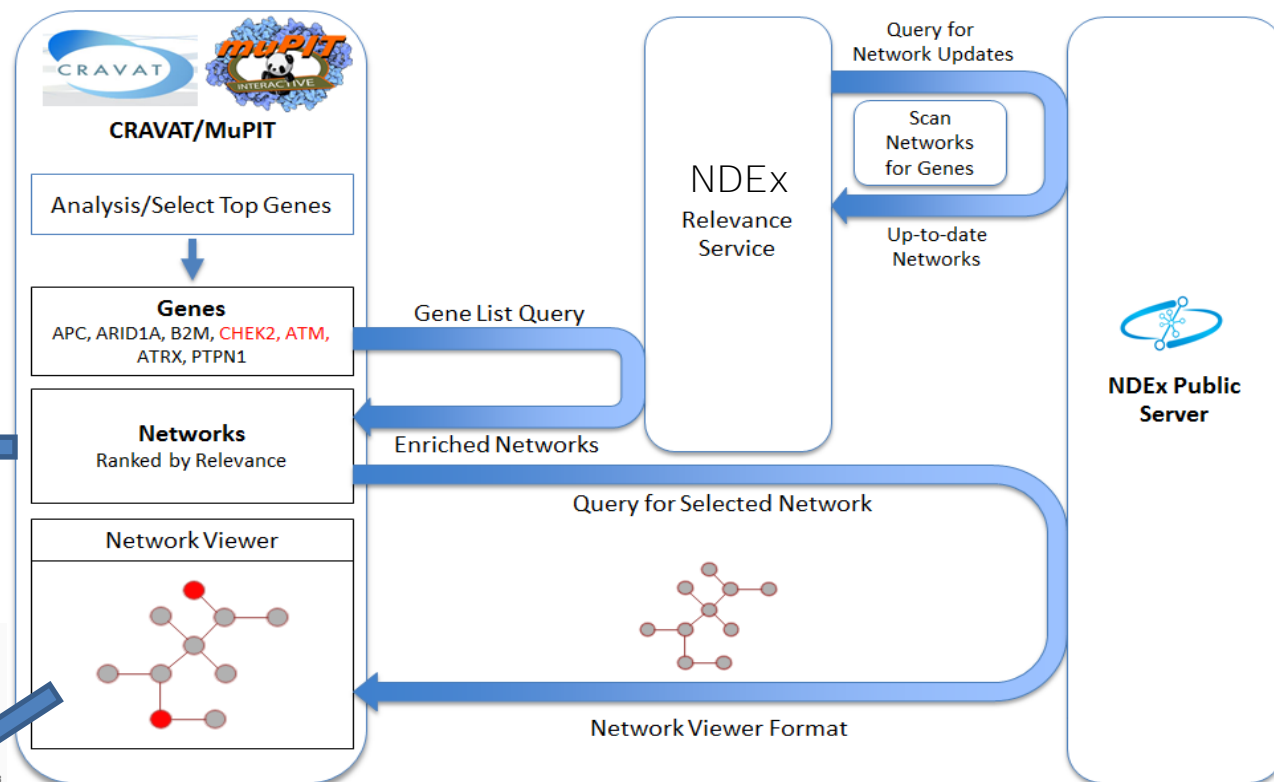 CRAVAT
muPIT
INTERACTIVE
CRAVAT/MuPIT
Analysis/Select Top Genes
Genes
APC, ARID1A, B2M, CHEK2, ATM,
ATRX, PTPN1
Networks
Ranked by Relevance
Network Viewer
Gene List Query
Enriched Networks
NDEx
Relevance
Service
Query for
Network Updates
Scan
Networks
for Genes
Up-to-date
Networks
NDEx Public
Server
Query for Selected Network
Network Viewer Format